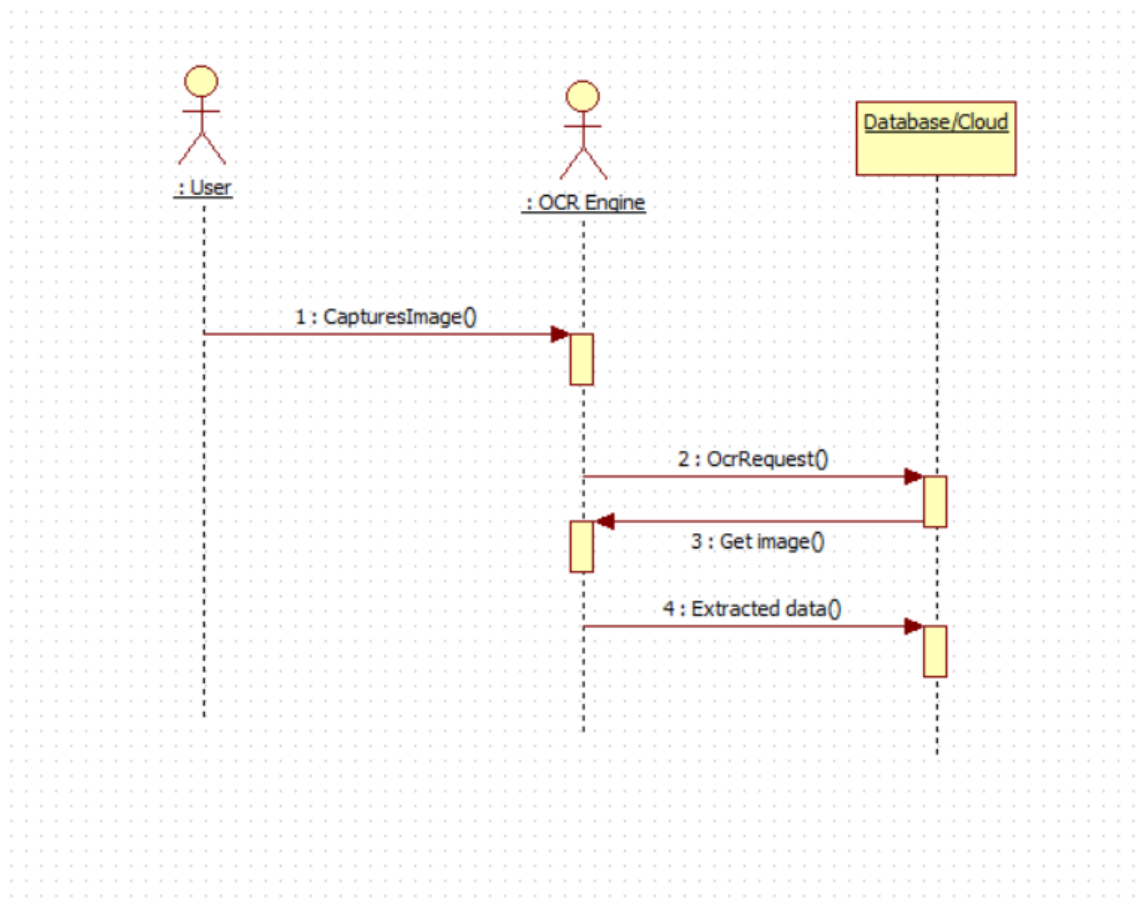 : User
: OCR Engine
Database/Cloud
1 : CapturesImage()
2 : OcrRequest()
3 : Get image()
4 : Extracted data()